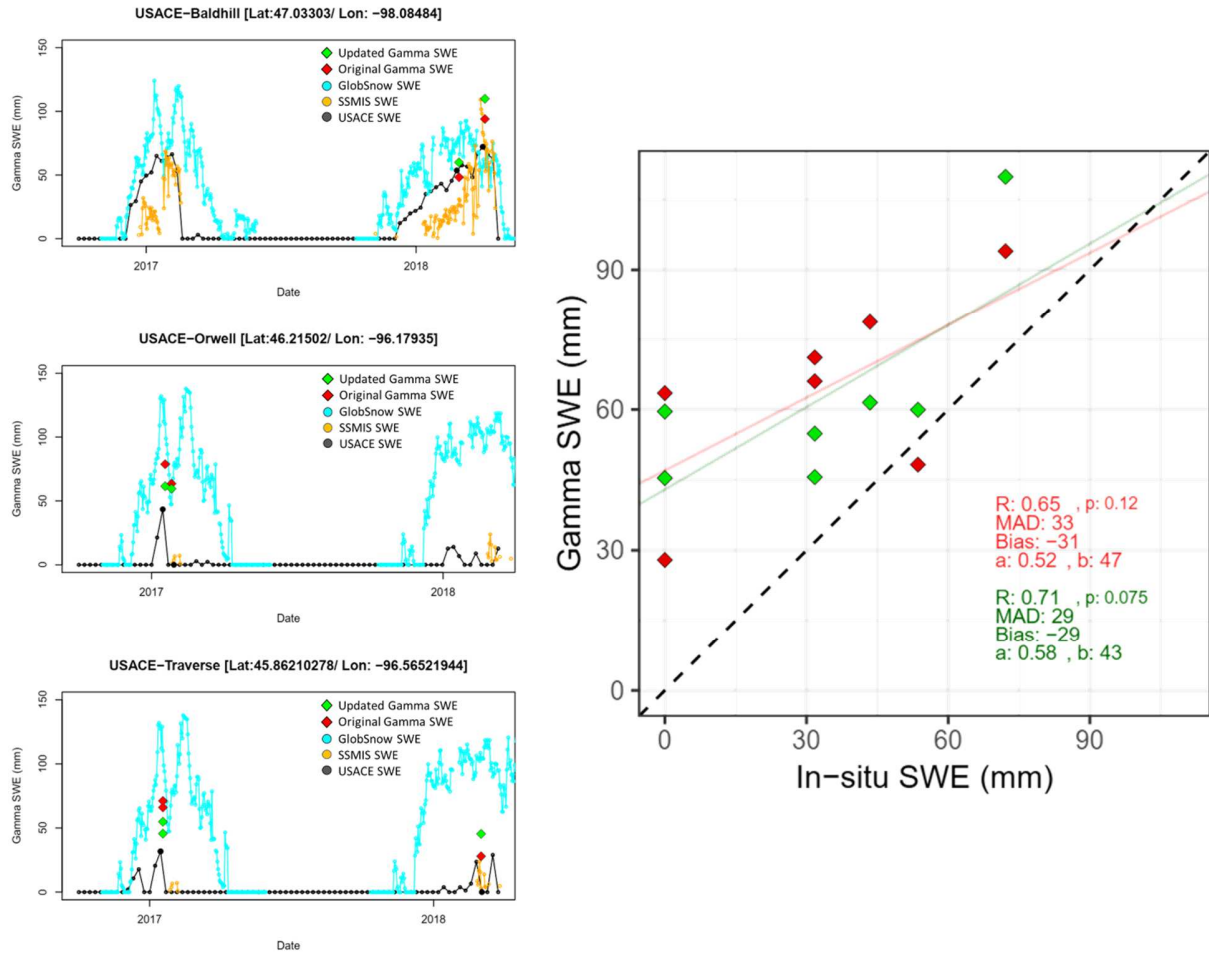 USACE−Baldhill [Lat:47.03303/ Lon: −98.08484]
150
100
50
0
Gamma SWE (mm)
Updated Gamma SWE
Original Gamma SWE
GlobSnow SWE
SSMIS SWE
USACE SWE
2017
2018
Date
USACE−Orwell [Lat:46.21502/ Lon: −96.17935]
150
100
50
0
Gamma SWE (mm)
Updated Gamma SWE
Original Gamma SWE
GlobSnow SWE
SSMIS SWE
USACE SWE
2017
2018
Date
USACE−Traverse [Lat:45.86210278/ Lon: −96.56521944]
150
100
50
0
Gamma SWE (mm)
Updated Gamma SWE
Original Gamma SWE
GlobSnow SWE
SSMIS SWE
USACE SWE
2017
2018
Date
Gamma SWE (mm)
90
60
30
0
R: 0.65 , p: 0.12
MAD: 33
Bias: −31
a: 0.52 , b: 47
R: 0.71 , p: 0.075
MAD: 29
Bias: −29
a: 0.58 , b: 43
0
30
60
90
In−situ SWE (mm)